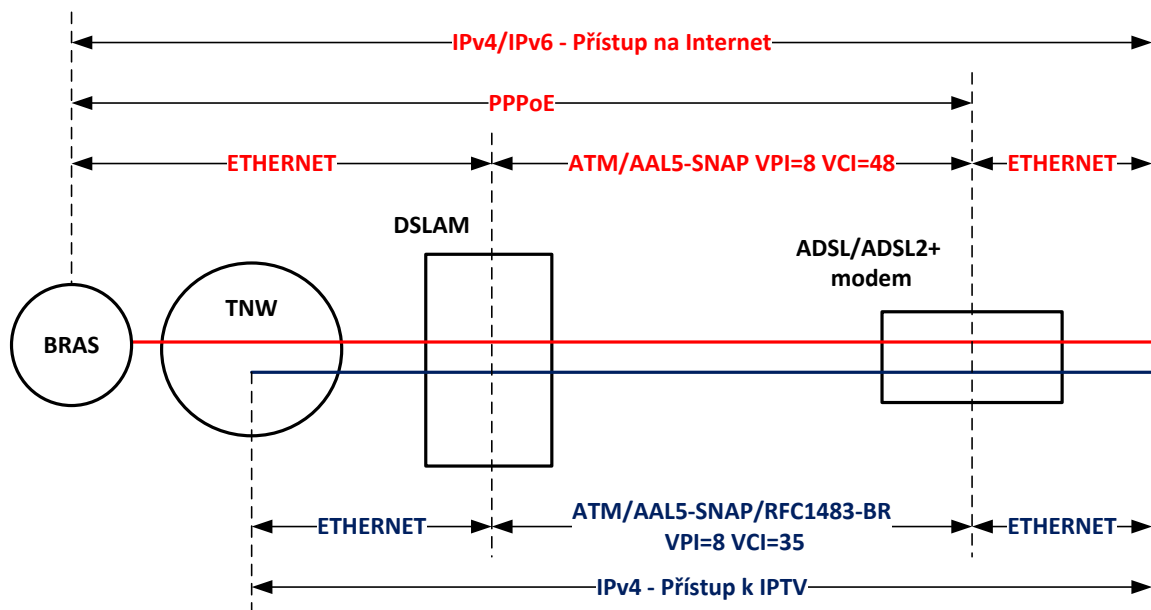 IPv4/IPv6 - Přístup na Internet
PPPoE
ETHERNET
ATM/AAL5-SNAP VPI=8 VCI=48
ETHERNET
DSLAM
ADSL/ADSL2+
modem
TNW
BRAS
ETHERNET
ATM/AAL5-SNAP/RFC1483-BR
VPI=8 VCI=35
ETHERNET
IPv4 - Přístup k IPTV